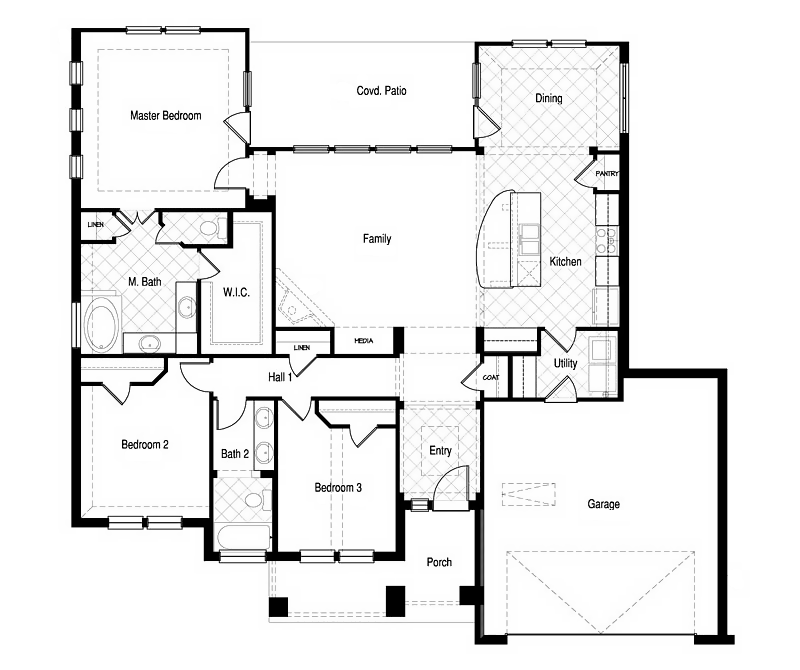 Master Bedroom
Covd. Patio
Dining
PANTRY
LINEN
Family
Kitchen
M. Bath
W.I.C.
LINEN
MEDIA
Utility
Hall 1
COAT
Bedroom 2
Bath 2
Bedroom 3
Entry
Garage
Porch